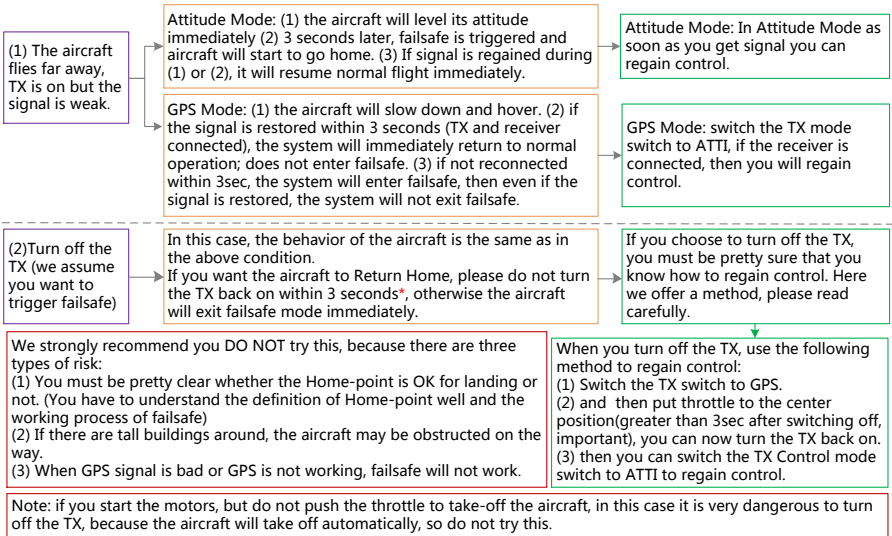 (1) The aircraft
flies far away,
TX is on but the
signal is weak.
Attitude Mode: (1) the aircraft will level its attitude
immediately (2) 3 seconds later, failsafe is triggered and
aircraft will start to go home. (3) If signal is regained during
(1) or (2), it will resume normal flight immediately.
Attitude Mode: In Attitude Mode as
soon as you get signal you can
regain control.
GPS Mode: (1) the aircraft will slow down and hover. (2) if
the signal is restored within 3 seconds (TX and receiver
connected), the system will immediately return to normal
operation; does not enter failsafe. (3) if not reconnected
within 3sec, the system will enter failsafe, then even if the
signal is restored, the system will not exit failsafe.
GPS Mode: switch the TX mode
switch to ATTI, if the receiver is
connected, then you will regain
control.
(2)Turn off the
TX (we assume
you want to
trigger failsafe)
In this case, the behavior of the aircraft is the same as in
the above condition.
If you want the aircraft to Return Home, please do not turn
the TX back on within 3 seconds*, otherwise the aircraft
will exit failsafe mode immediately.
If you choose to turn off the TX,
you must be pretty sure that you
know how to regain control. Here
we offer a method, please read
carefully.
We strongly recommend you DO NOT try this, because there are three
types of risk:
(1) You must be pretty clear whether the Home-point is OK for landing or
not. (You have to understand the definition of Home-point well and the
working process of failsafe)
(2) If there are tall buildings around, the aircraft may be obstructed on the
way.
(3) When GPS signal is bad or GPS is not working, failsafe will not work.
When you turn off the TX, use the following
method to regain control:
(1) Switch the TX switch to GPS.
(2) and then put throttle to the center
position(greater than 3sec after switching off,
important), you can now turn the TX back on.
(3) then you can switch the TX Control mode
switch to ATTI to regain control.
Note: if you start the motors, but do not push the throttle to take-off the aircraft, in this case it is very dangerous to turn
off the TX, because the aircraft will take off automatically, so do not try this.